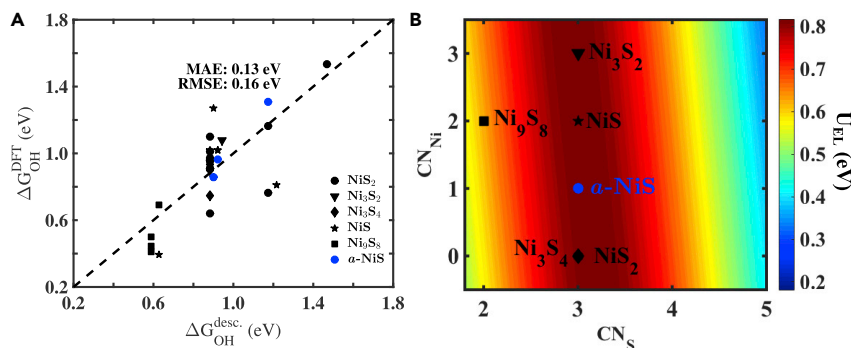 A
1.8
1.4
1.0
0.6
0.2
ΔG_OH^DFT (eV)
MAE: 0.13 eV
RMSE: 0.16 eV
NiS₂
Ni₃S₂
Ni₃S₄
NiS
Ni₉S₈
a-NiS
0.2 0.6 1.0 1.4 1.8
ΔG_OH^desc. (eV)
B
3
2
1
0
CN_Ni
Ni₃S₂
Ni₉S₈
NiS
a-NiS
Ni₃S₄
NiS₂
2 3 4 5
CN_S
0.8
0.7
0.6
0.5
0.4
0.3
0.2
U_EL (eV)